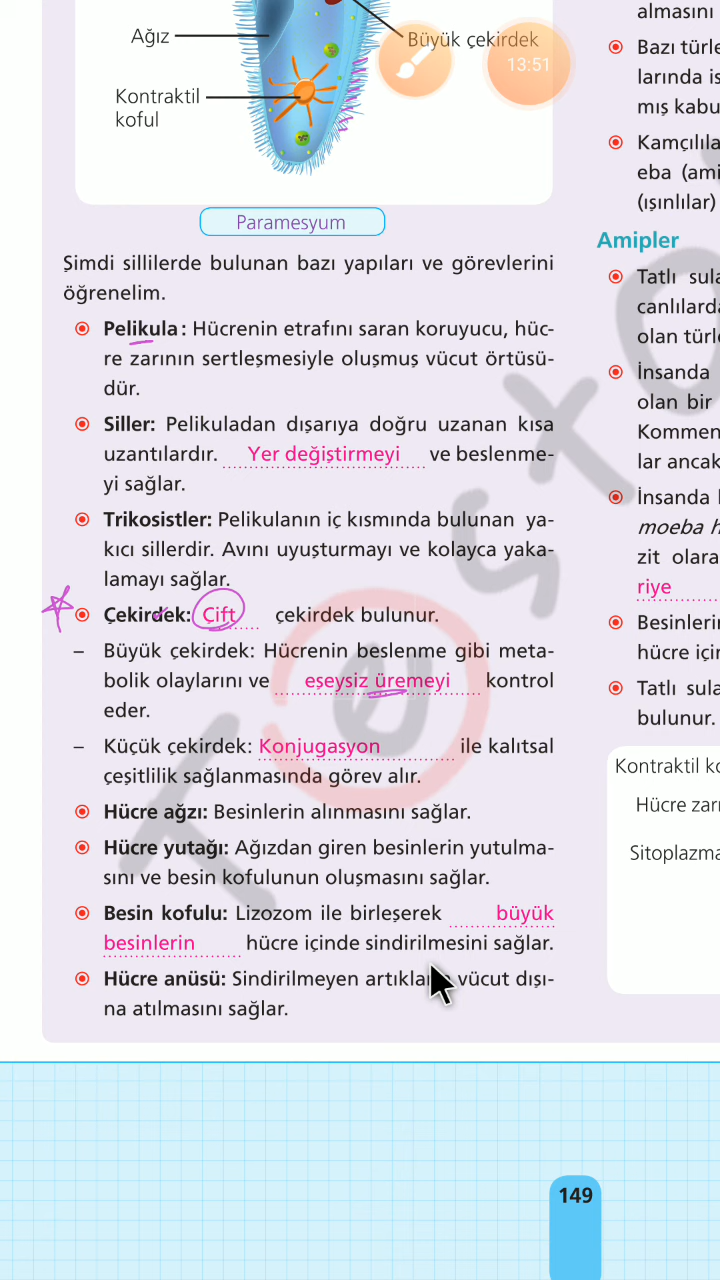 Ağız
Büyük çekirdek
13:51
Kontraktil
koful
Paramesyum
Şimdi sillilerde bulunan bazı yapıları ve görevlerini
öğrenelim.
Pelikula: Hücrenin etrafını saran koruyucu, hüc-
re zarının sertleşmesiyle oluşmuş vücut örtüsü-
dür.
Siller: Pelikuladan dışarıya doğru uzanan kısa
uzantılardır. Yer değiştirmeyi ve beslenme-
yi sağlar.
Trikosistler: Pelikulanın iç kısmında bulunan ya-
kıcı sillerdir. Avını uyuşturmayı ve kolayca yaka-
lamayı sağlar.
Çekirdek: Çift çekirdek bulunur.
– Büyük çekirdek: Hücrenin beslenme gibi meta-
bolik olaylarını ve eşeysiz üremeyi kontrol
eder.
– Küçük çekirdek: Konjugasyon ile kalıtsal
çeşitlilik sağlanmasında görev alır.
Hücre ağzı: Besinlerin alınmasını sağlar.
Hücre yutağı: Ağızdan giren besinlerin yutulma-
sını ve besin kofulunun oluşmasını sağlar.
Besin kofulu: Lizozom ile birleşerek büyük
besinlerin hücre içinde sindirilmesini sağlar.
Hücre anüsü: Sindirilmeyen artıkların vücut dışı-
na atılmasını sağlar.
almasını
Bazı türle
larında is
mış kabu
Kamçılıla
eba (ami
(ışınlılar)
Amipler
Tatlı sula
canlılarda
olan türle
İnsanda
olan bir
Kommen
lar ancak
İnsanda
moeba h
zit olara
riye
Besinlerin
hücre içir
Tatlı sula
bulunur.
Kontraktil ko
Hücre zarı
Sitoplazma
Testo
149